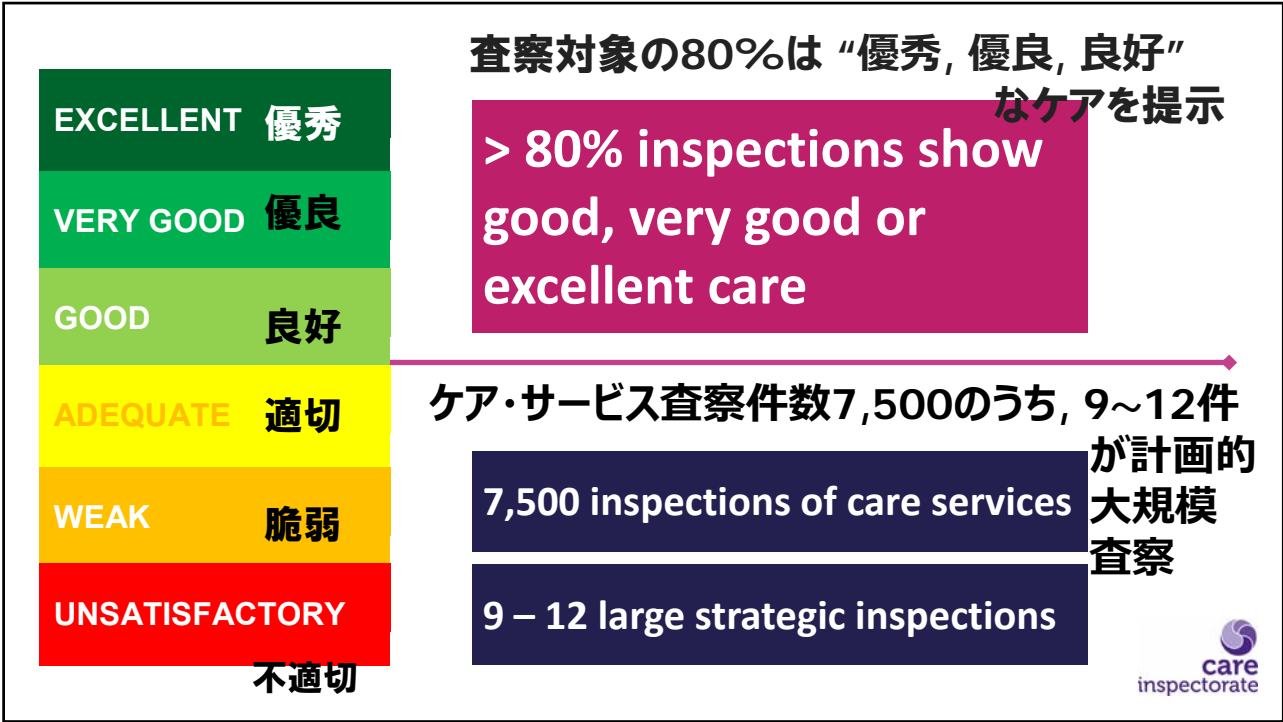 査察対象の80%は “優秀, 優良, 良好”
なケアを提示
EXCELLENT 優秀
VERY GOOD 優良
GOOD 良好
ADEQUATE 適切
WEAK 脆弱
UNSATISFACTORY
不適切
> 80% inspections show
good, very good or
excellent care
ケア・サービス査察件数7,500のうち, 9~12件
が計画的
大規模
査察
7,500 inspections of care services
9 – 12 large strategic inspections
care
inspectorate